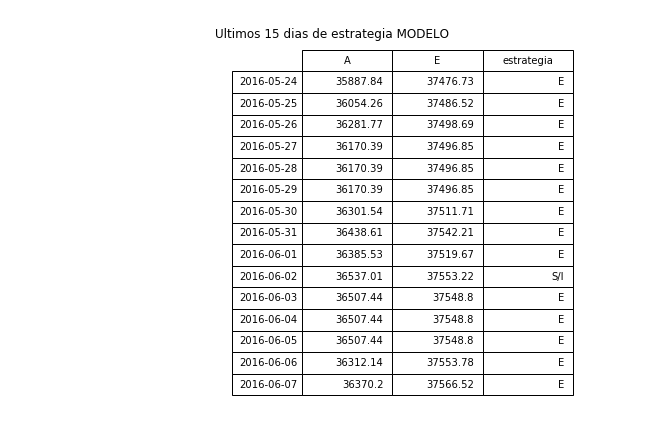 Ultimos 15 dias de estrategia MODELO
A E estrategia
2016-05-24 35887.84 37476.73 E
2016-05-25 36054.26 37486.52 E
2016-05-26 36281.77 37498.69 E
2016-05-27 36170.39 37496.85 E
2016-05-28 36170.39 37496.85 E
2016-05-29 36170.39 37496.85 E
2016-05-30 36301.54 37511.71 E
2016-05-31 36438.61 37542.21 E
2016-06-01 36385.53 37519.67 E
2016-06-02 36537.01 37553.22 S/I
2016-06-03 36507.44 37548.8 E
2016-06-04 36507.44 37548.8 E
2016-06-05 36507.44 37548.8 E
2016-06-06 36312.14 37553.78 E
2016-06-07 36370.2 37566.52 E